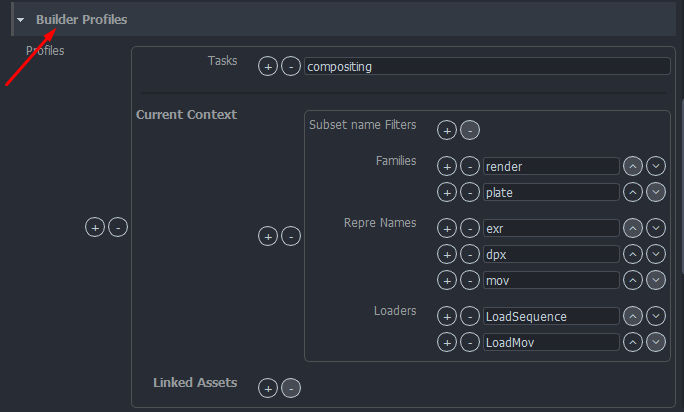 Builder Profiles
Profiles
Tasks
+ - compositing
Current Context
Subset name Filters
+ -
Families
+ - render
+ - plate
Repre Names
+ - exr
+ - dpx
+ - mov
Loaders
+ - LoadSequence
+ - LoadMov
+ -
+ -
Linked Assets
+ -